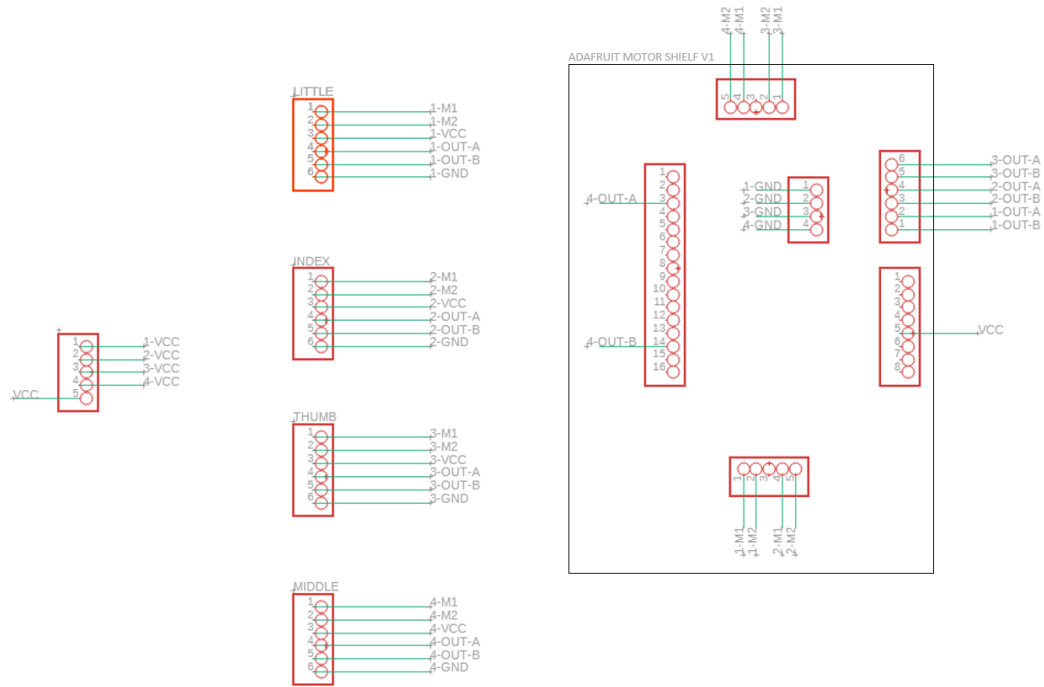 4-M2
4-M1
3-M2
3-M1
ADAFRUIT MOTOR SHIELF V1
5
4
3
2
1
LITTLE
1 1-M1
2 1-M2
3 1-VCC
4 1-OUT-A
5 1-OUT-B
6 1-GND
INDEX
1 2-M1
2 2-M2
3 2-VCC
4 2-OUT-A
5 2-OUT-B
6 2-GND
1 1-VCC
2 2-VCC
3 3-VCC
4 4-VCC
VCC 5
THUMB
1 3-M1
2 3-M2
3 3-VCC
4 3-OUT-A
5 3-OUT-B
6 3-GND
MIDDLE
1 4-M1
2 4-M2
3 4-VCC
4 4-OUT-A
5 4-OUT-B
6 4-GND
1
2
4-OUT-A 3
4
5
6
7
8
9
10
11
12
13
4-OUT-B 14
15
16
1-GND 1
2-GND 2
3-GND 3
4-GND 4
6 3-OUT-A
5 3-OUT-B
4 2-OUT-A
3 2-OUT-B
2 1-OUT-A
1 1-OUT-B
1
2
3
4
5 VCC
6
7
8
1
2
3
4
5
1-M1
1-M2
2-M1
2-M2